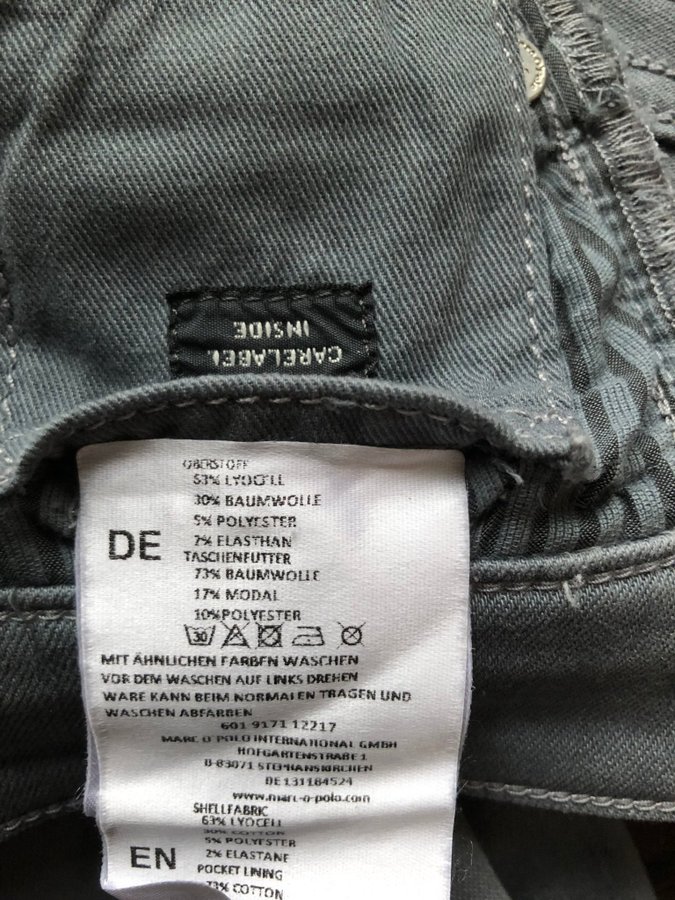 CARELABEL
INSIDE
OBERSTOFF
63% LYOCELL
30% BAUMWOLLE
5% POLYESTER
2% ELASTHAN
DE
TASCHENFUTTER
73% BAUMWOLLE
17% MODAL
10%POLYESTER
30
MIT ÄHNLICHEN FARBEN WASCHEN
VOR DEM WASCHEN AUF LINKS DREHEN
WARE KANN BEIM NORMALEN TRAGEN UND
WASCHEN ABFÄRBEN
601 9171 12217
MARC O'POLO INTERNATIONAL GMBH
HOFGARTENSTRAßE 1
D-83071 STEPHANSKIRCHEN
DE 131184524
www.marc-o-polo.com
SHELLFABRIC
63% LYOCELL
30% COTTON
5% POLYESTER
EN
2% ELASTANE
POCKET LINING
73% COTTON